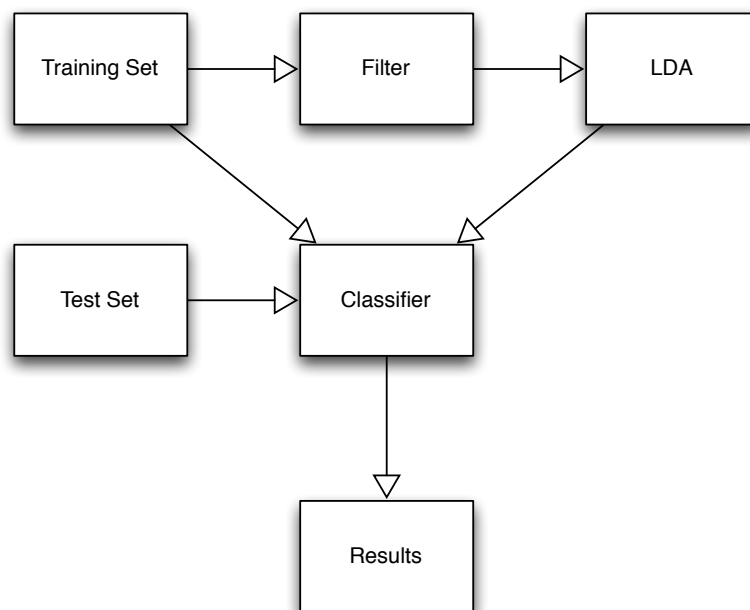 Training Set
Filter
LDA
Test Set
Classifier
Results